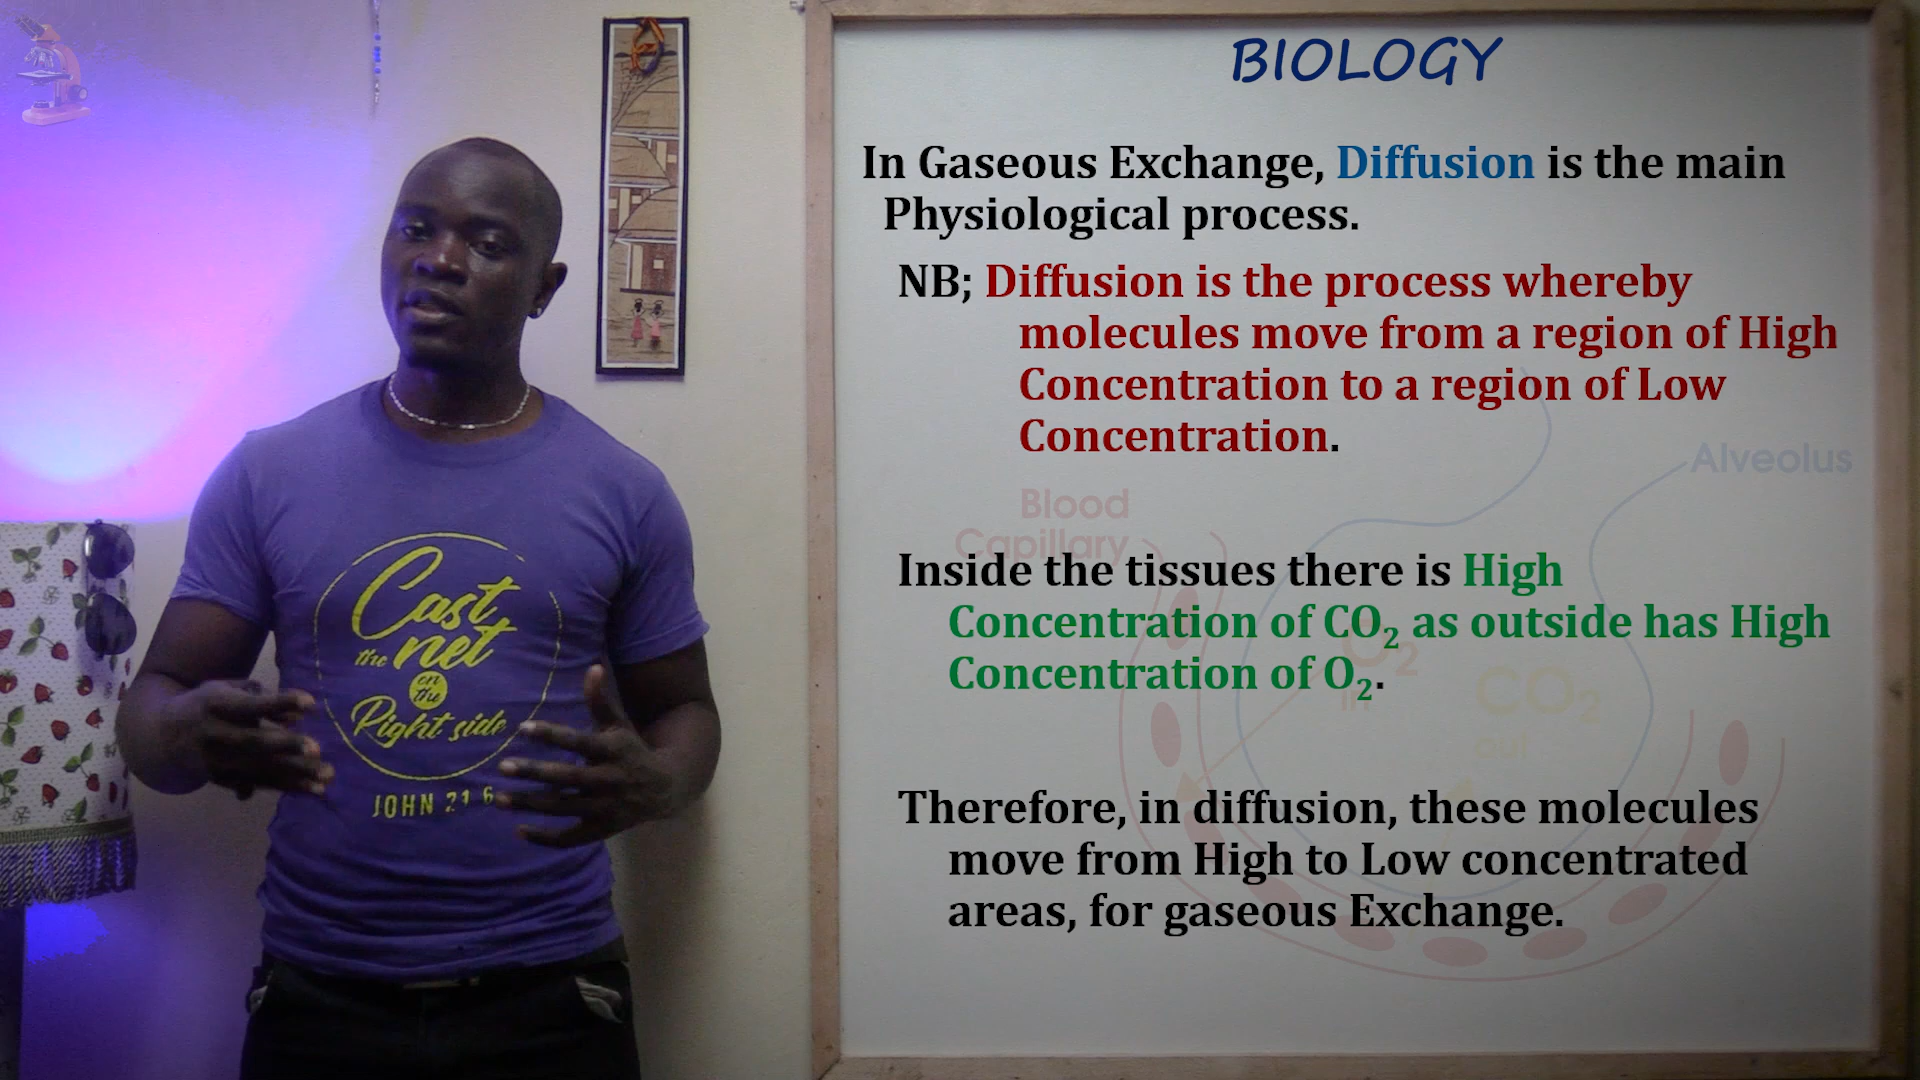 BIOLOGY
In Gaseous Exchange, Diffusion is the main
Physiological process.
NB; Diffusion is the process whereby
molecules move from a region of High
Concentration to a region of Low
Concentration.
Alveolus
Blood
Capillary
Inside the tissues there is High
Concentration of CO₂ as outside has High
Concentration of O₂.
O₂
in
CO₂
out
Therefore, in diffusion, these molecules
move from High to Low concentrated
areas, for gaseous Exchange.
Cast
the net
on
the
Right side
JOHN 21 6